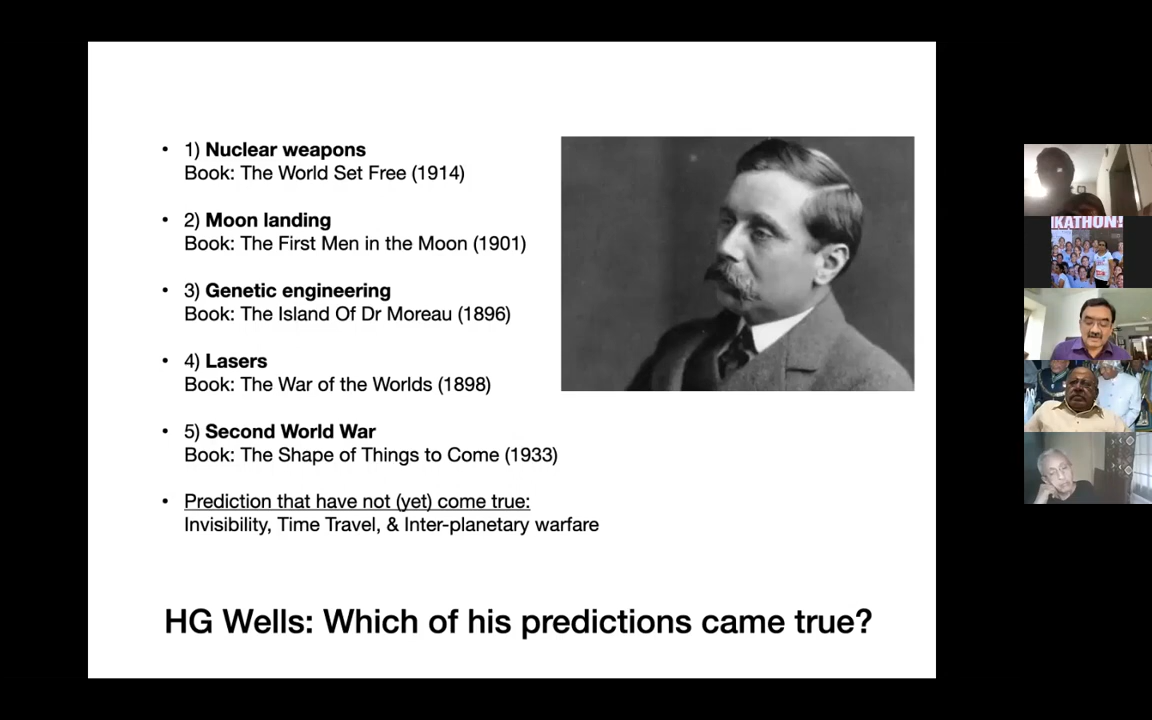 • 1) Nuclear weapons
Book: The World Set Free (1914)
• 2) Moon landing
Book: The First Men in the Moon (1901)
• 3) Genetic engineering
Book: The Island Of Dr Moreau (1896)
• 4) Lasers
Book: The War of the Worlds (1898)
• 5) Second World War
Book: The Shape of Things to Come (1933)
• Prediction that have not (yet) come true:
Invisibility, Time Travel, & Inter-planetary warfare
HG Wells: Which of his predictions came true?
KATHON!